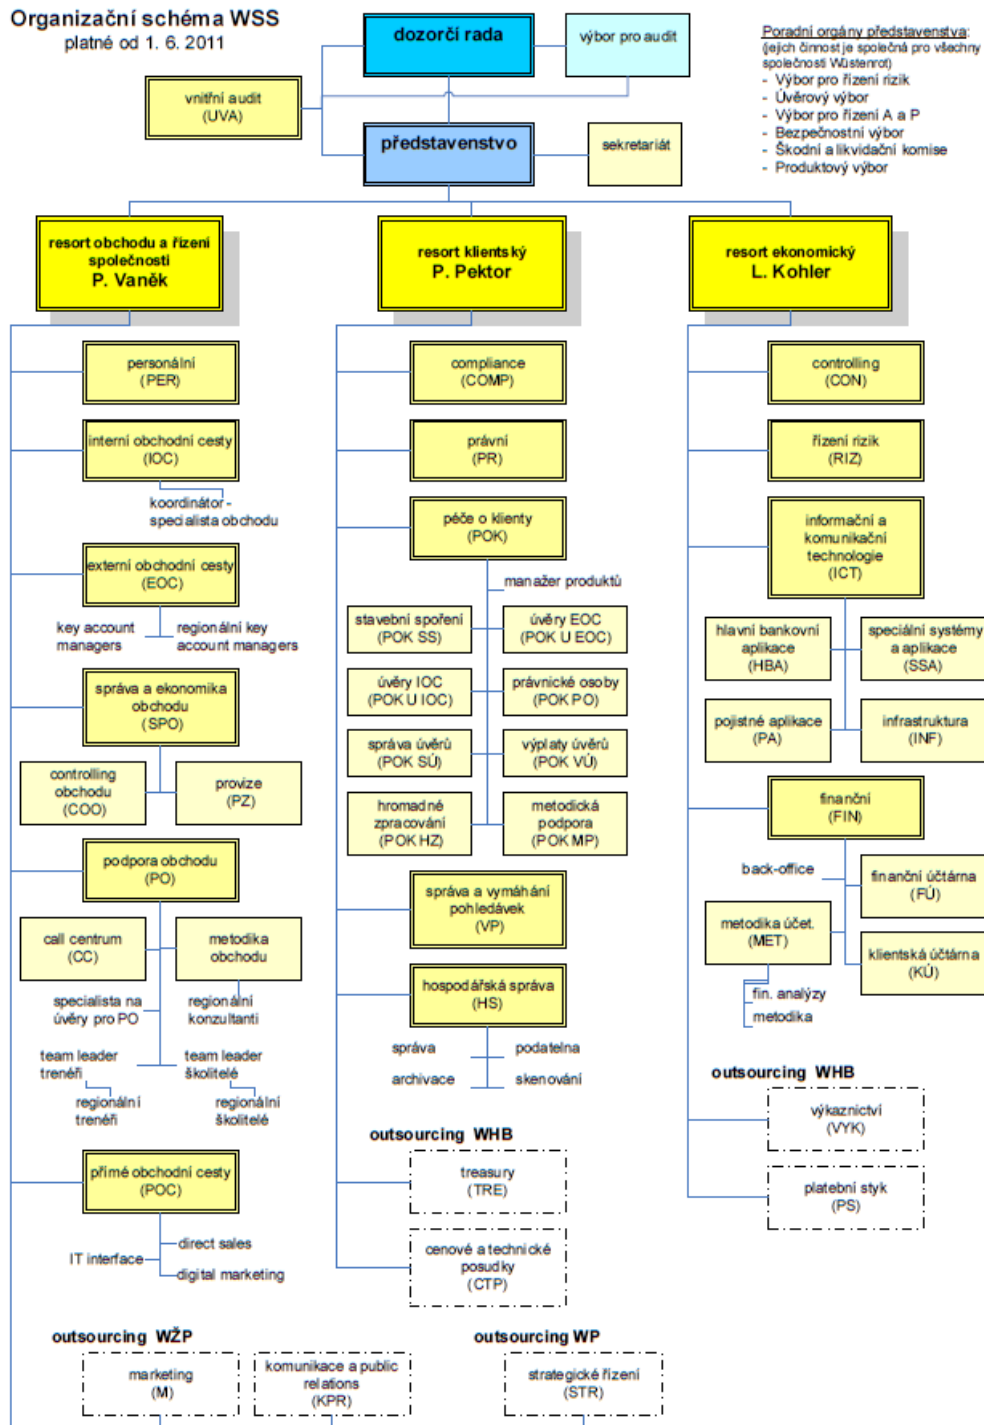 Organizační schéma WSS
platné od 1. 6. 2011
dozorčí rada
výbor pro audit
Poradní orgány představenstva:
(jejich činnost je společná pro všechny
společnosti Wüstenrot)
- Výbor pro řízení rizik
- Úvěrový výbor
- Výbor pro řízení A a P
- Bezpečnostní výbor
- Škodní a likvidační komise
- Produktový výbor
vnitřní audit
(UVA)
představenstvo
sekretariát
resort obchodu a řízení
společnosti
P. Vaněk
resort klientský
P. Pektor
resort ekonomický
L. Kohler
personální
(PER)
interní obchodní cesty
(IOC)
koordinátor -
specialista obchodu
externí obchodní cesty
(EOC)
key account
managers
regionální key
account managers
správa a ekonomika
obchodu
(SPO)
controlling
obchodu
(COO)
provize
(PZ)
podpora obchodu
(PO)
call centrum
(CC)
metodika
obchodu
specialista na
úvěry pro PO
regionální
konzultanti
team leader
trenéři
team leader
školitelé
regionální
trenéři
regionální
školitelé
přímé obchodní cesty
(POC)
direct sales
IT interface
digital marketing
compliance
(COMP)
právní
(PR)
péče o klienty
(POK)
manažer produktů
stavební spoření
(POK SS)
úvěry EOC
(POK U EOC)
úvěry IOC
(POK U IOC)
právnické osoby
(POK PO)
správa úvěrů
(POK SÚ)
výplaty úvěrů
(POK VÚ)
hromadné
zpracování
(POK HZ)
metodická
podpora
(POK MP)
správa a vymáhání
pohledávek
(VP)
hospodářská správa
(HS)
správa
podatelna
archivace
skenování
outsourcing WHB
treasury
(TRE)
cenové a technické
posudky
(CTP)
controlling
(CON)
řízení rizik
(RIZ)
informační a
komunikační
technologie
(ICT)
hlavní bankovní
aplikace
(HBA)
speciální systémy
a aplikace
(SSA)
pojistné aplikace
(PA)
infrastruktura
(INF)
finanční
(FIN)
back-office
finanční účtárna
(FÚ)
metodika účet.
(MET)
klientská účtárna
(KÚ)
fin. analýzy
metodika
outsourcing WHB
výkaznictví
(VYK)
platební styk
(PS)
outsourcing WŽP
marketing
(M)
komunikace a public
relations
(KPR)
outsourcing WP
strategické řízení
(STR)